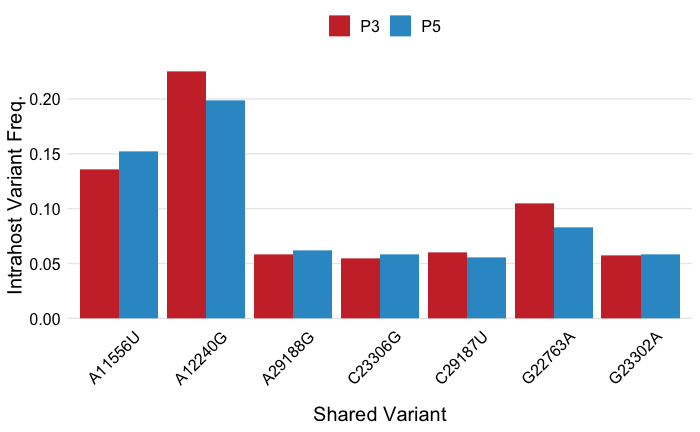 P3 P5
Intrahost Variant Freq.
0.20
0.15
0.10
0.05
0.00
A11556U A12240G A29188G C23306G C29187U G22763A G23302A
Shared Variant